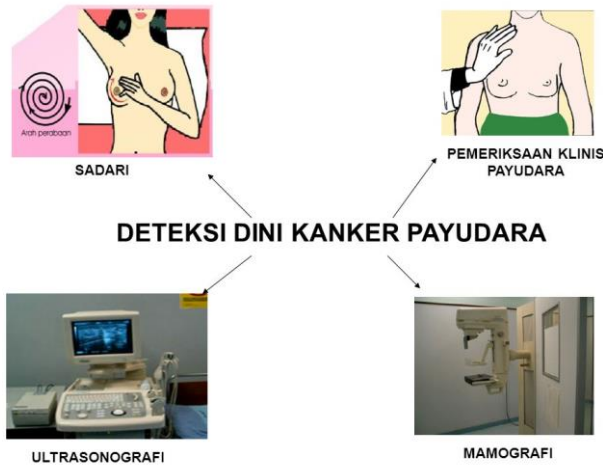 Arah perabaan
SADARI
PEMERIKSAAN KLINIS
PAYUDARA
DETEKSI DINI KANKER PAYUDARA
ULTRASONOGRAFI
MAMOGRAFI